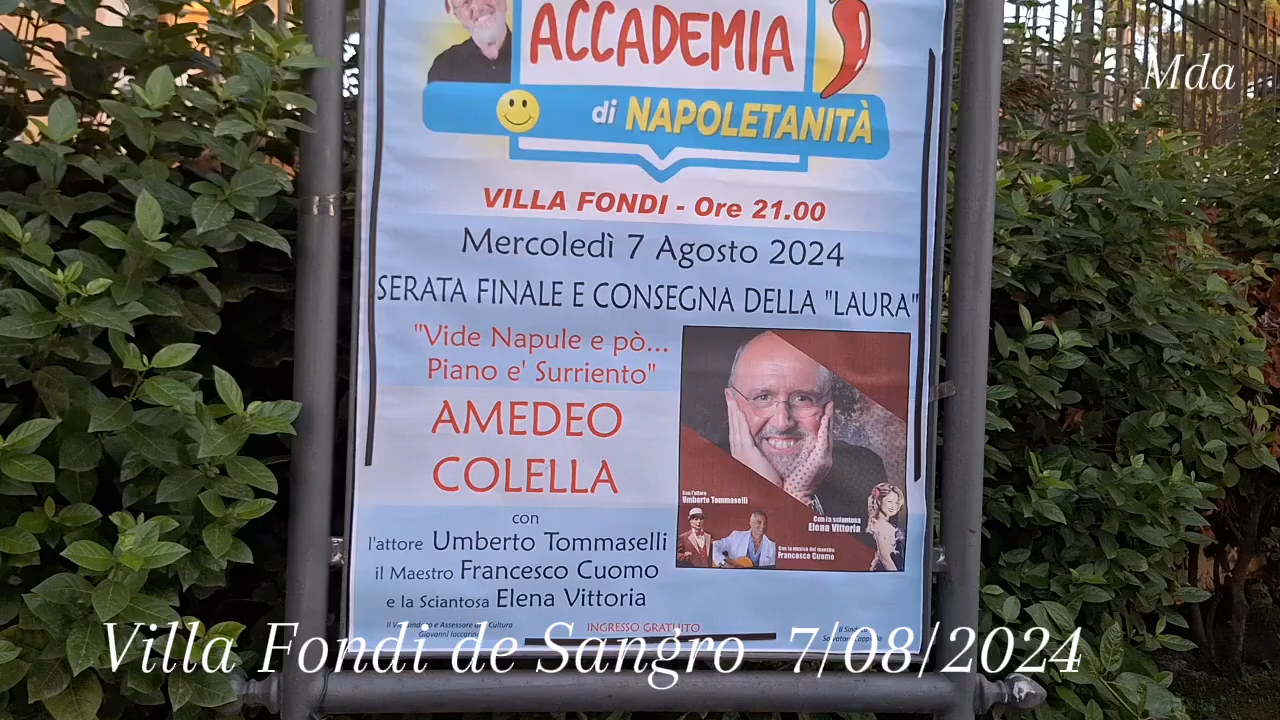 ACCADEMIA
di NAPOLETANITÀ
Mda
VILLA FONDI - Ore 21.00
Mercoledì 7 Agosto 2024
SERATA FINALE E CONSEGNA DELLA "LAURA"
"Vide Napule e pò...
Piano e' Surriento"
AMEDEO
COLELLA
con
l'attore Umberto Tommaselli
il Maestro Francesco Cuomo
e la Sciantosa Elena Vittoria
Con l'attore
Umberto Tommaselli
Con la sciantosa
Elena Vittoria
Con la musica del maestro
Francesco Cuomo
INGRESSO GRATUITO
Villa Fondi de Sangro 7/08/2024